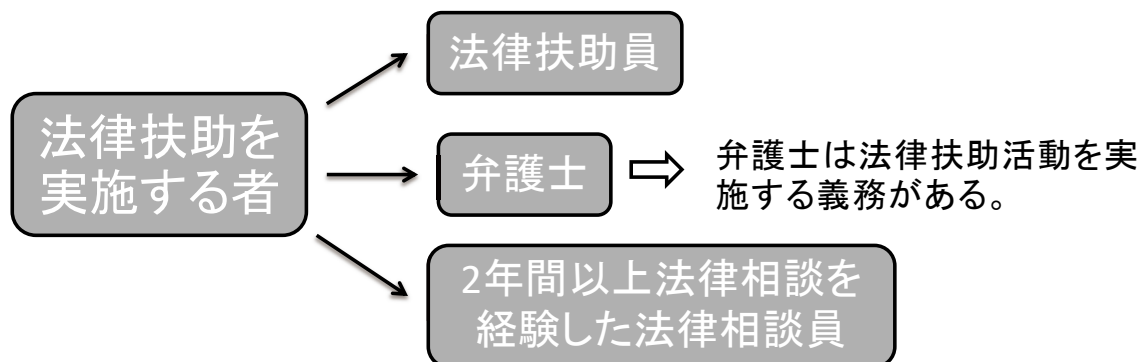 法律扶助員
法律扶助を
実施する者
弁護士
弁護士は法律扶助活動を実
施する義務がある。
2年間以上法律相談を
経験した法律相談員